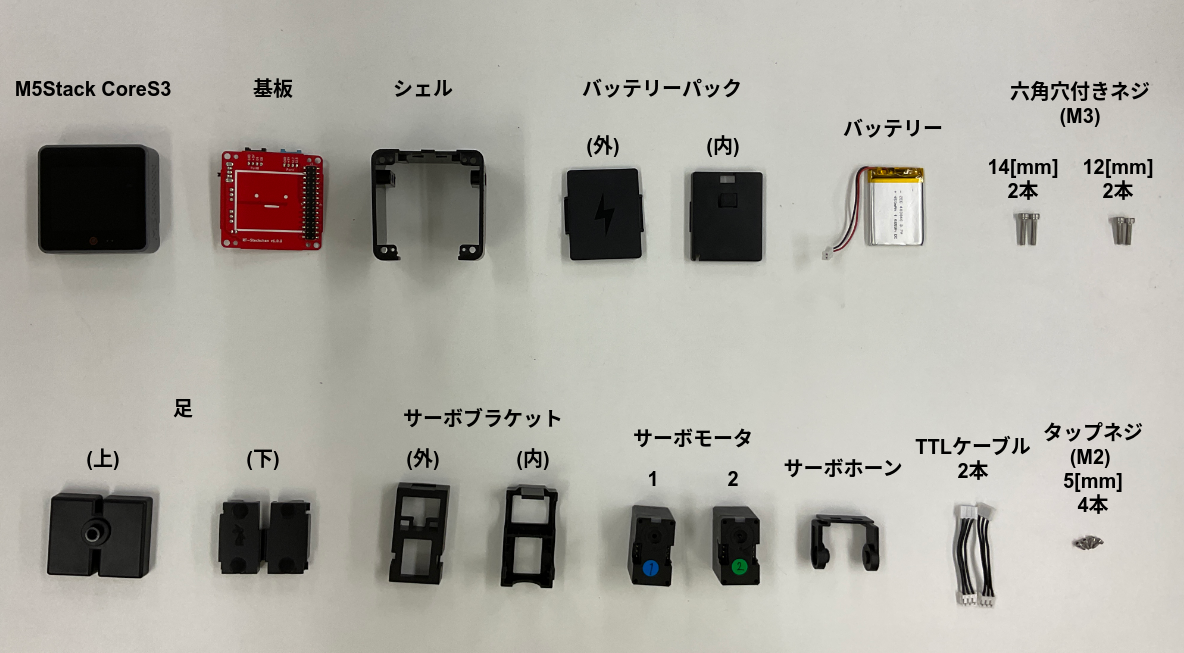 M5Stack CoreS3
基板
シェル
バッテリーパック
(外)
(内)
バッテリー
六角穴付きネジ
(M3)
14[mm]
2本
12[mm]
2本
足
(上)
(下)
サーボブラケット
(外)
(内)
サーボモータ
1
2
サーボホーン
TTLケーブル
2本
タップネジ
(M2)
5[mm]
4本
1
2